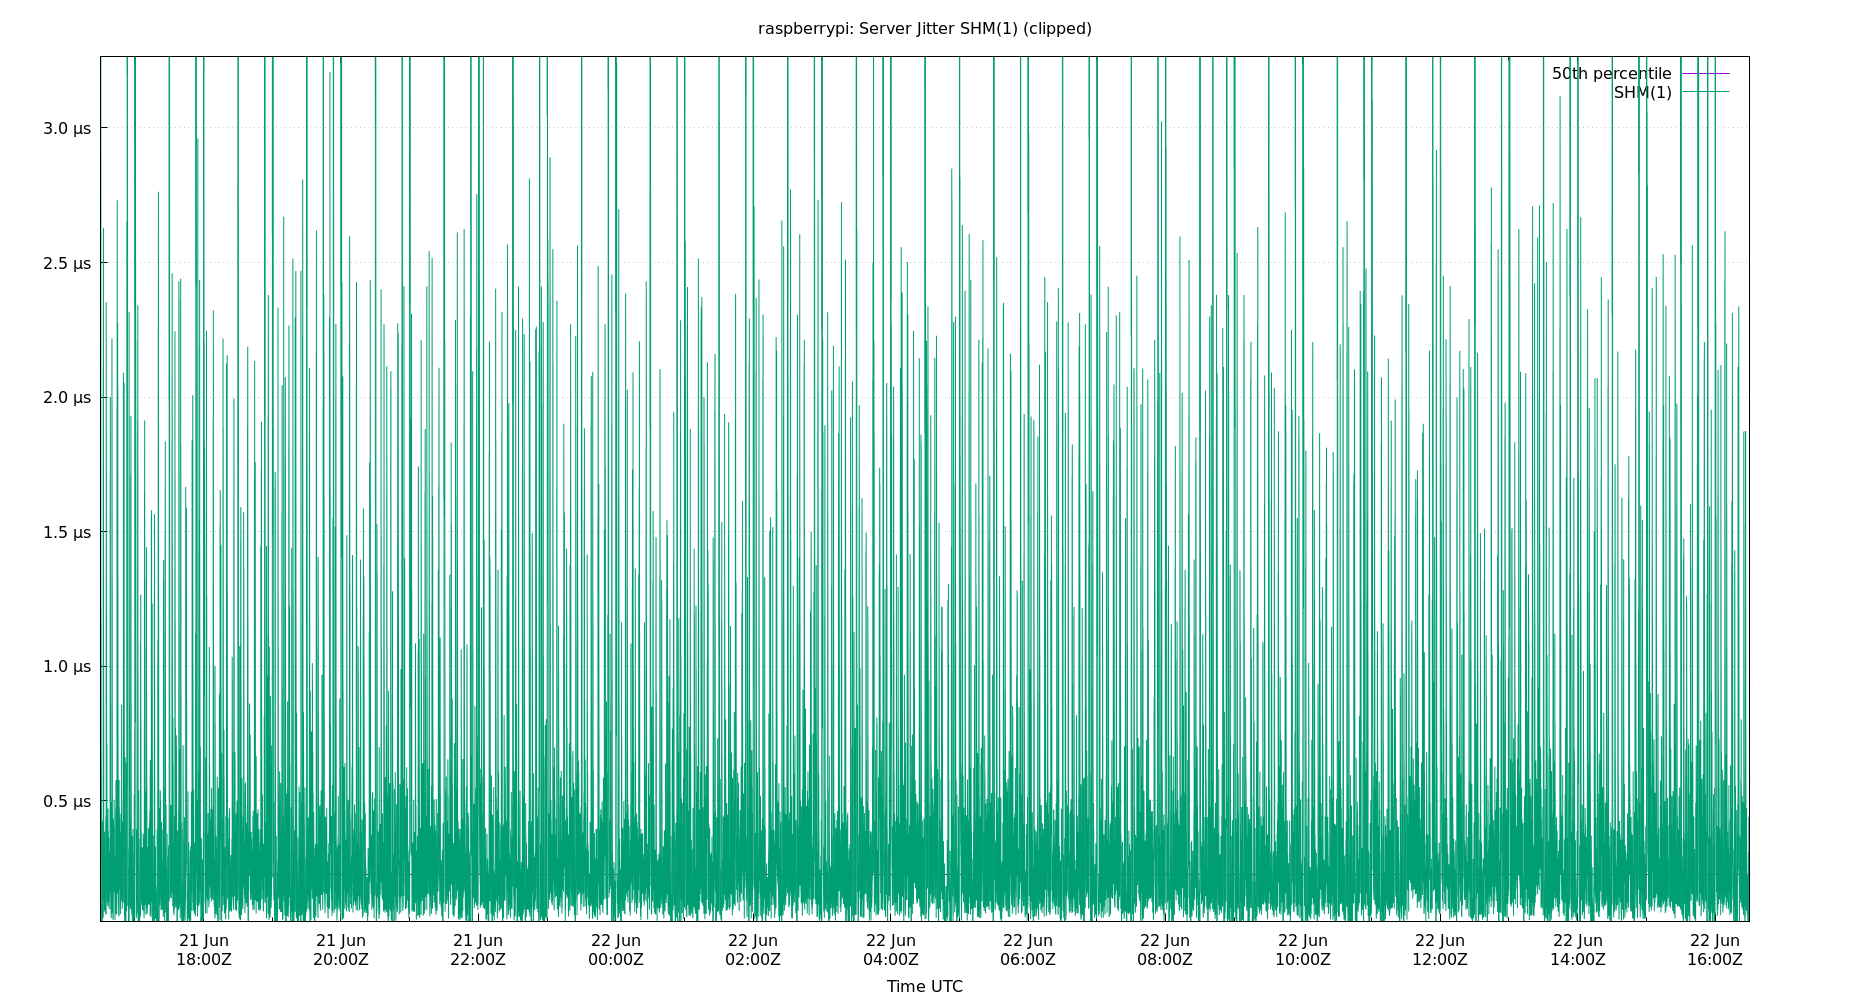 raspberrypi: Server Jitter SHM(1) (clipped)
50th percentile
SHM(1)
3.0 µs
2.5 µs
2.0 µs
1.5 µs
1.0 µs
0.5 µs
21 Jun 21 Jun 21 Jun 22 Jun 22 Jun 22 Jun 22 Jun 22 Jun 22 Jun 22 Jun 22 Jun 22 Jun
18:00Z 20:00Z 22:00Z 00:00Z 02:00Z 04:00Z 06:00Z 08:00Z 10:00Z 12:00Z 14:00Z 16:00Z
Time UTC